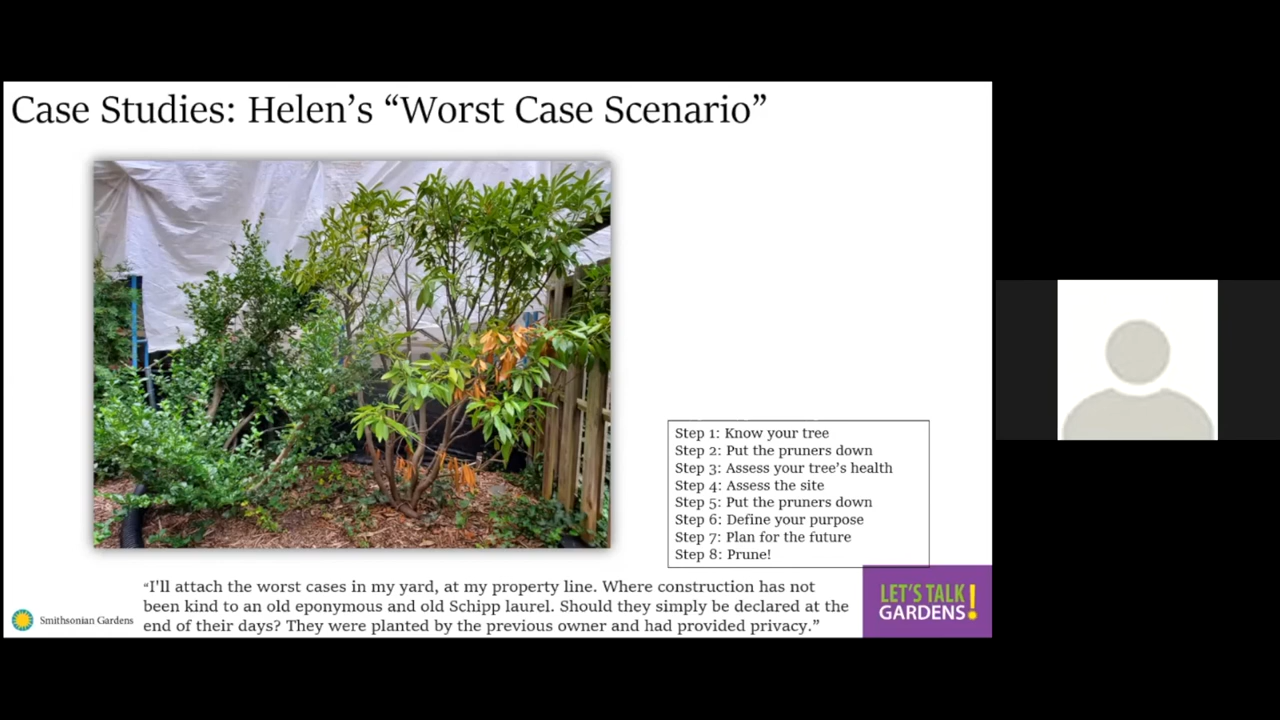 Case Studies: Helen’s “Worst Case Scenario”
Step 1: Know your tree
Step 2: Put the pruners down
Step 3: Assess your tree’s health
Step 4: Assess the site
Step 5: Put the pruners down
Step 6: Define your purpose
Step 7: Plan for the future
Step 8: Prune!
“I'll attach the worst cases in my yard, at my property line. Where construction has not
been kind to an old eponymous and old Schipp laurel. Should they simply be declared at the
end of their days? They were planted by the previous owner and had provided privacy.”
Smithsonian Gardens
LET'S TALK
GARDENS!